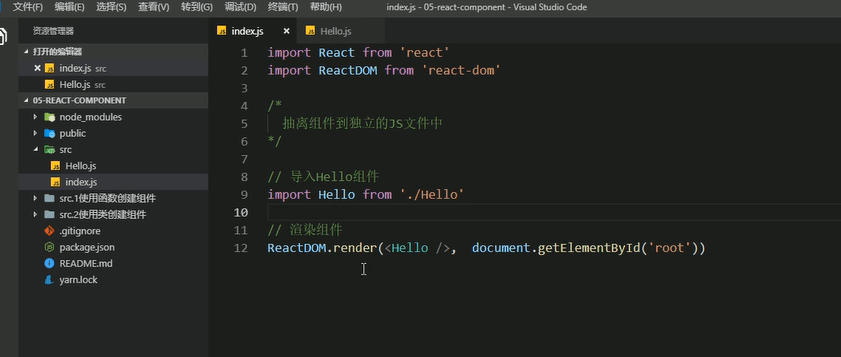 文件(F) 编辑(E) 选择(S) 查看(V) 转到(G) 调试(D) 终端(T) 帮助(H) index.js - 05-react-component - Visual Studio Code
资源管理器
打开的编辑器
index.js src
Hello.js src
05-REACT-COMPONENT
node_modules
public
src
Hello.js
index.js
src.1使用函数创建组件
src.2使用类创建组件
.gitignore
package.json
README.md
yarn.lock
index.js Hello.js
1 import React from 'react'
2 import ReactDOM from 'react-dom'
3
4 /*
5 抽离组件到独立的JS文件中
6 */
7
8 // 导入Hello组件
9 import Hello from './Hello'
10
11 // 渲染组件
12 ReactDOM.render(<Hello />, document.getElementById('root'))